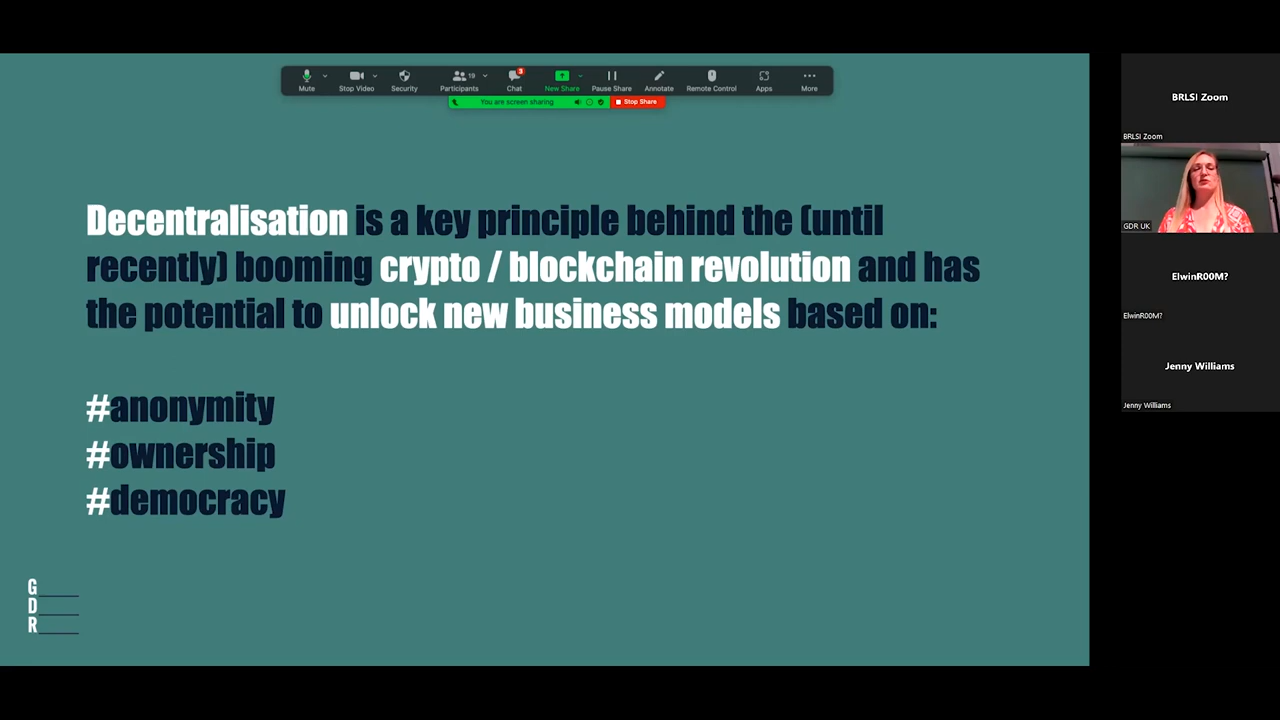 Mute
Stop Video
Security
Participants
19
Chat
3
New Share
Pause Share
Annotate
Remote Control
Apps
More
You are screen sharing
Stop Share
Decentralisation is a key principle behind the (until
recently) booming crypto / blockchain revolution and has
the potential to unlock new business models based on:
#anonymity
#ownership
#democracy
G
D
R
BRLSI Zoom
BRLSI Zoom
GDR UK
ElwinR00M?
ElwinR00M?
Jenny Williams
Jenny Williams